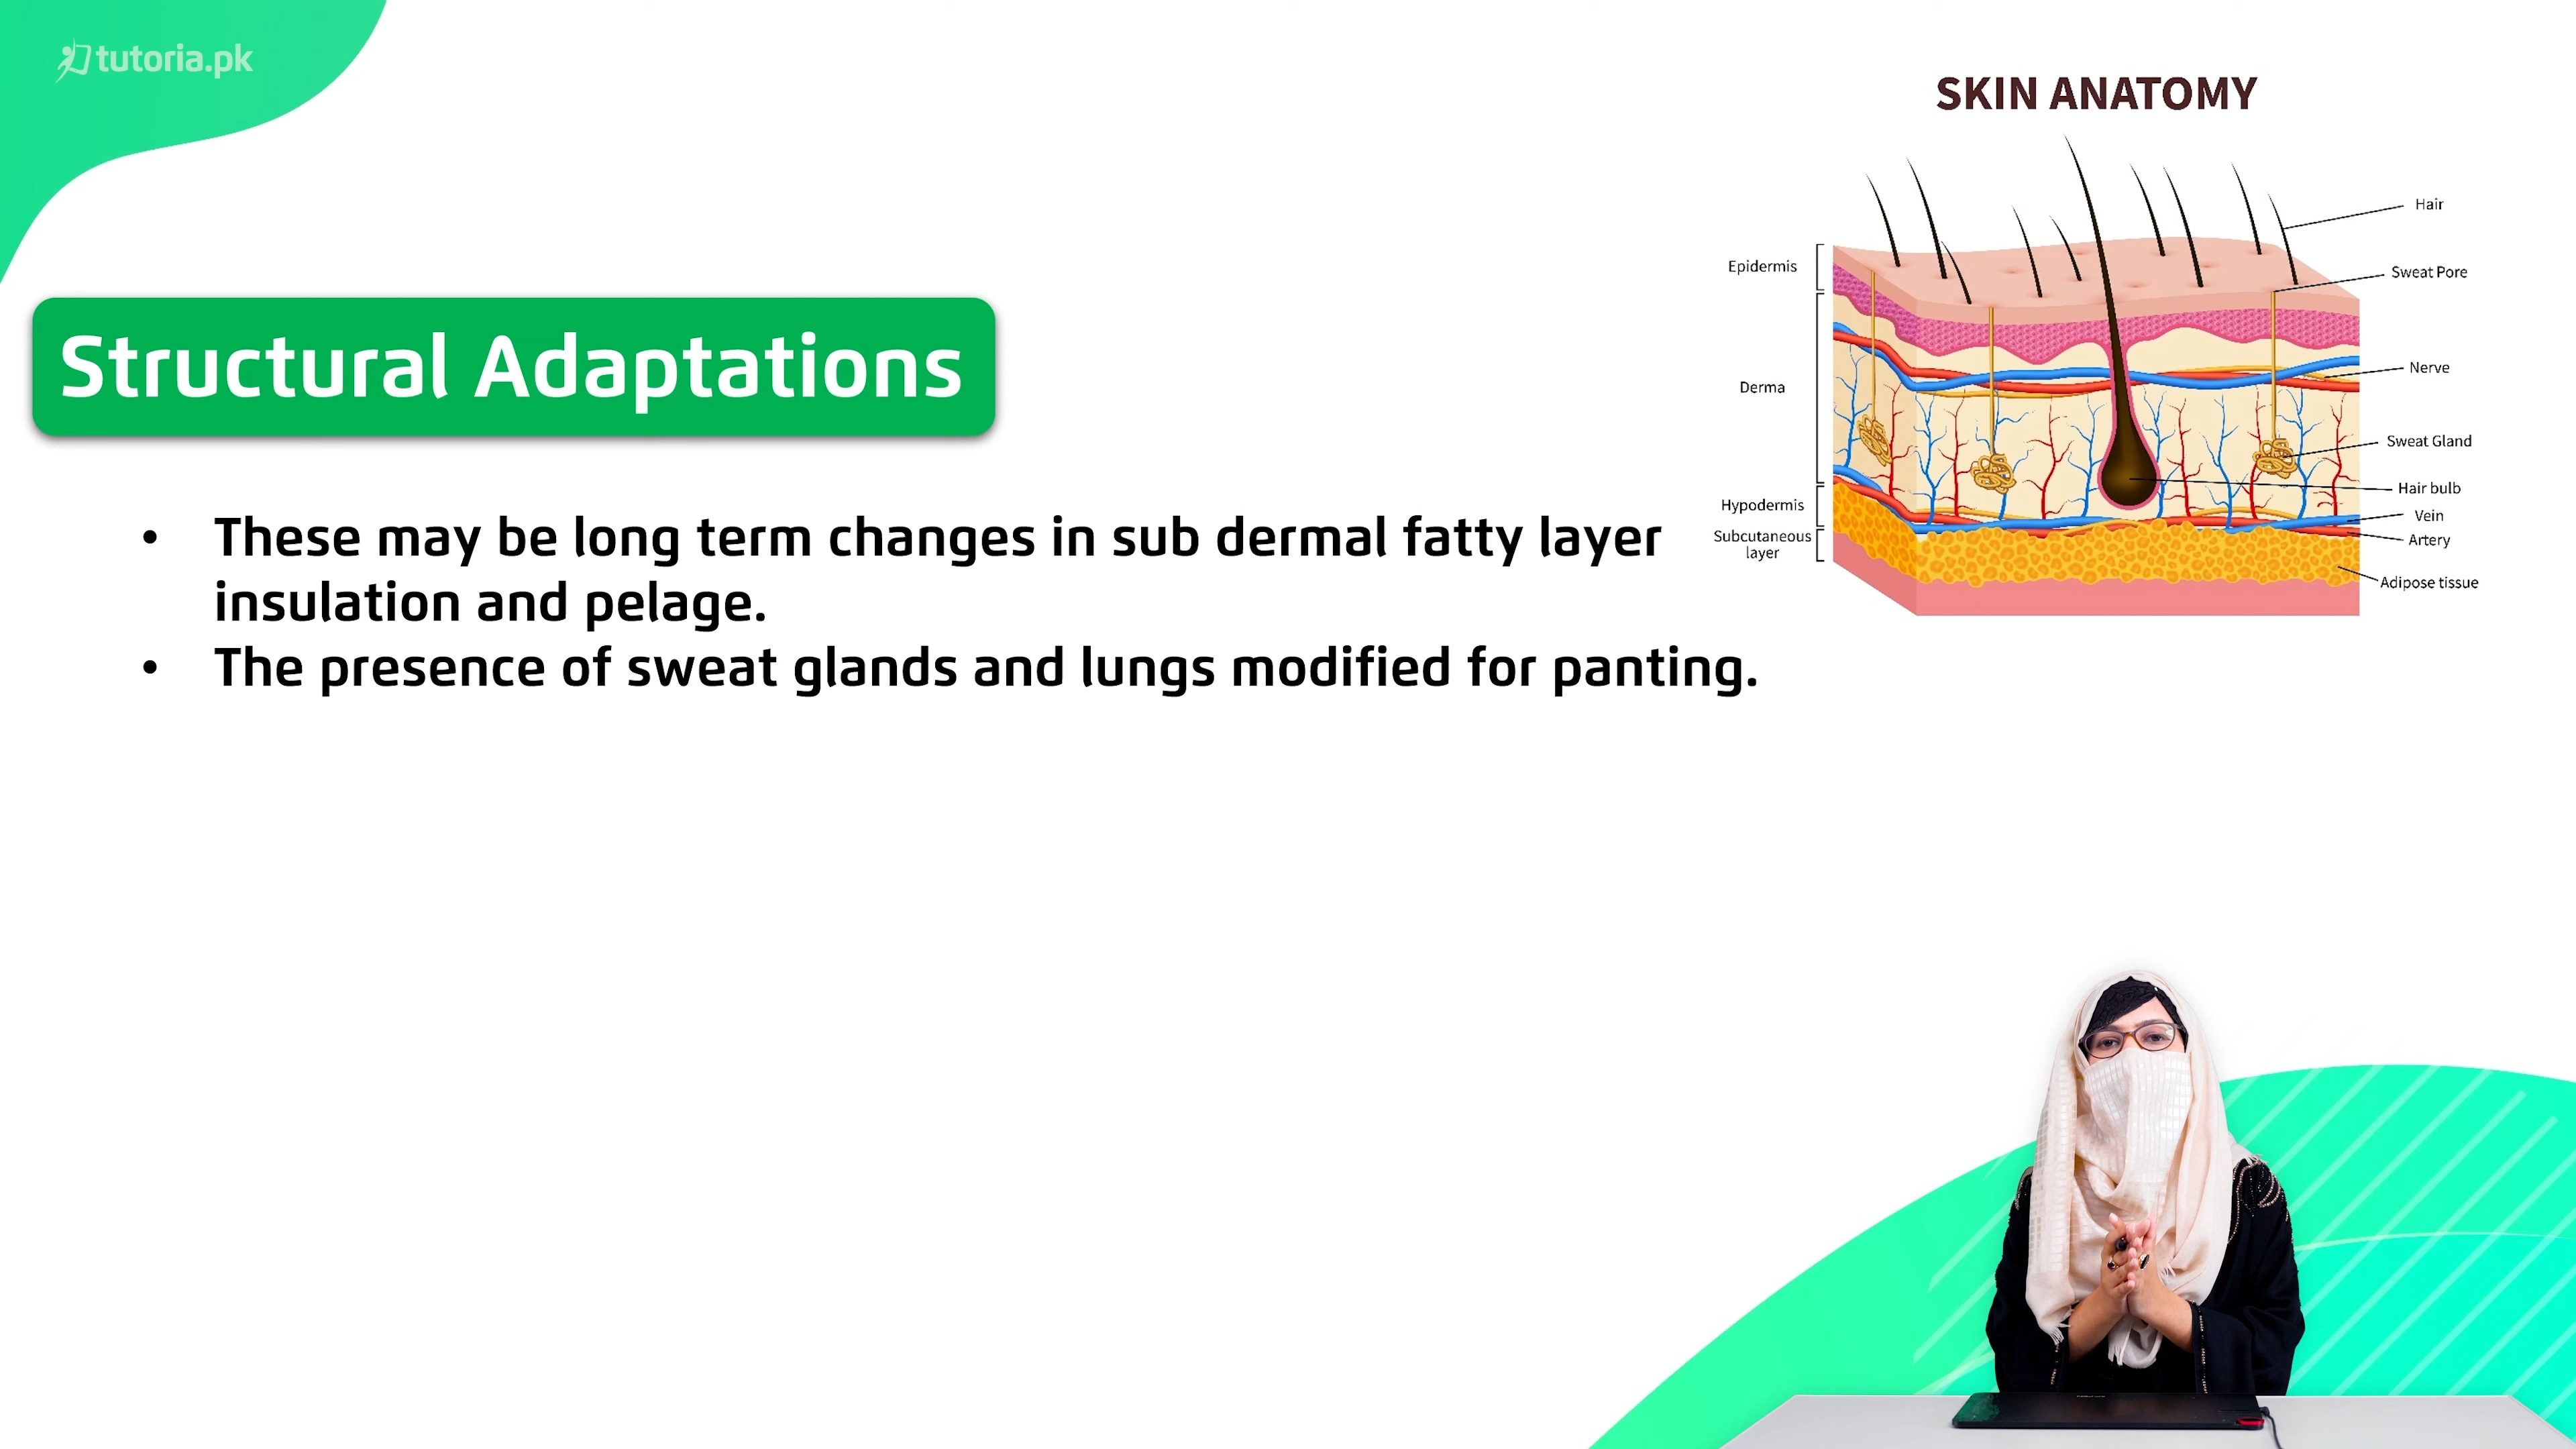 tutoria.pk
SKIN ANATOMY
Hair
Epidermis
Sweat Pore
Structural Adaptations
Nerve
Derma
Sweat Gland
Hair bulb
Hypodermis
Vein
Subcutaneous
layer
Artery
Adipose tissue
• These may be long term changes in sub dermal fatty layer
insulation and pelage.
• The presence of sweat glands and lungs modified for panting.